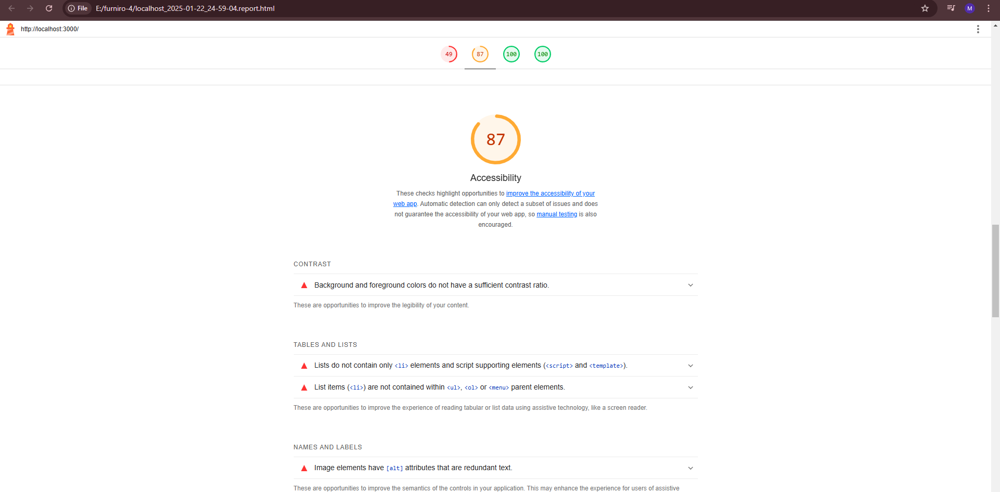 File
E:/furniro-4/localhost_2025-01-22_24-59-04.report.html
M
http://localhost:3000/
49
87
100
100
87
Accessibility
These checks highlight opportunities to improve the accessibility of your
web app. Automatic detection can only detect a subset of issues and does
not guarantee the accessibility of your web app, so manual testing is also
encouraged.
CONTRAST
Background and foreground colors do not have a sufficient contrast ratio.
These are opportunities to improve the legibility of your content.
TABLES AND LISTS
Lists do not contain only <li> elements and script supporting elements (<script> and <template>).
List items (<li>) are not contained within <ul>, <ol> or <menu> parent elements.
These are opportunities to improve the experience of reading tabular or list data using assistive technology, like a screen reader.
NAMES AND LABELS
Image elements have [alt] attributes that are redundant text.
These are opportunities to improve the semantics of the controls in your application. This may enhance the experience for users of assistive